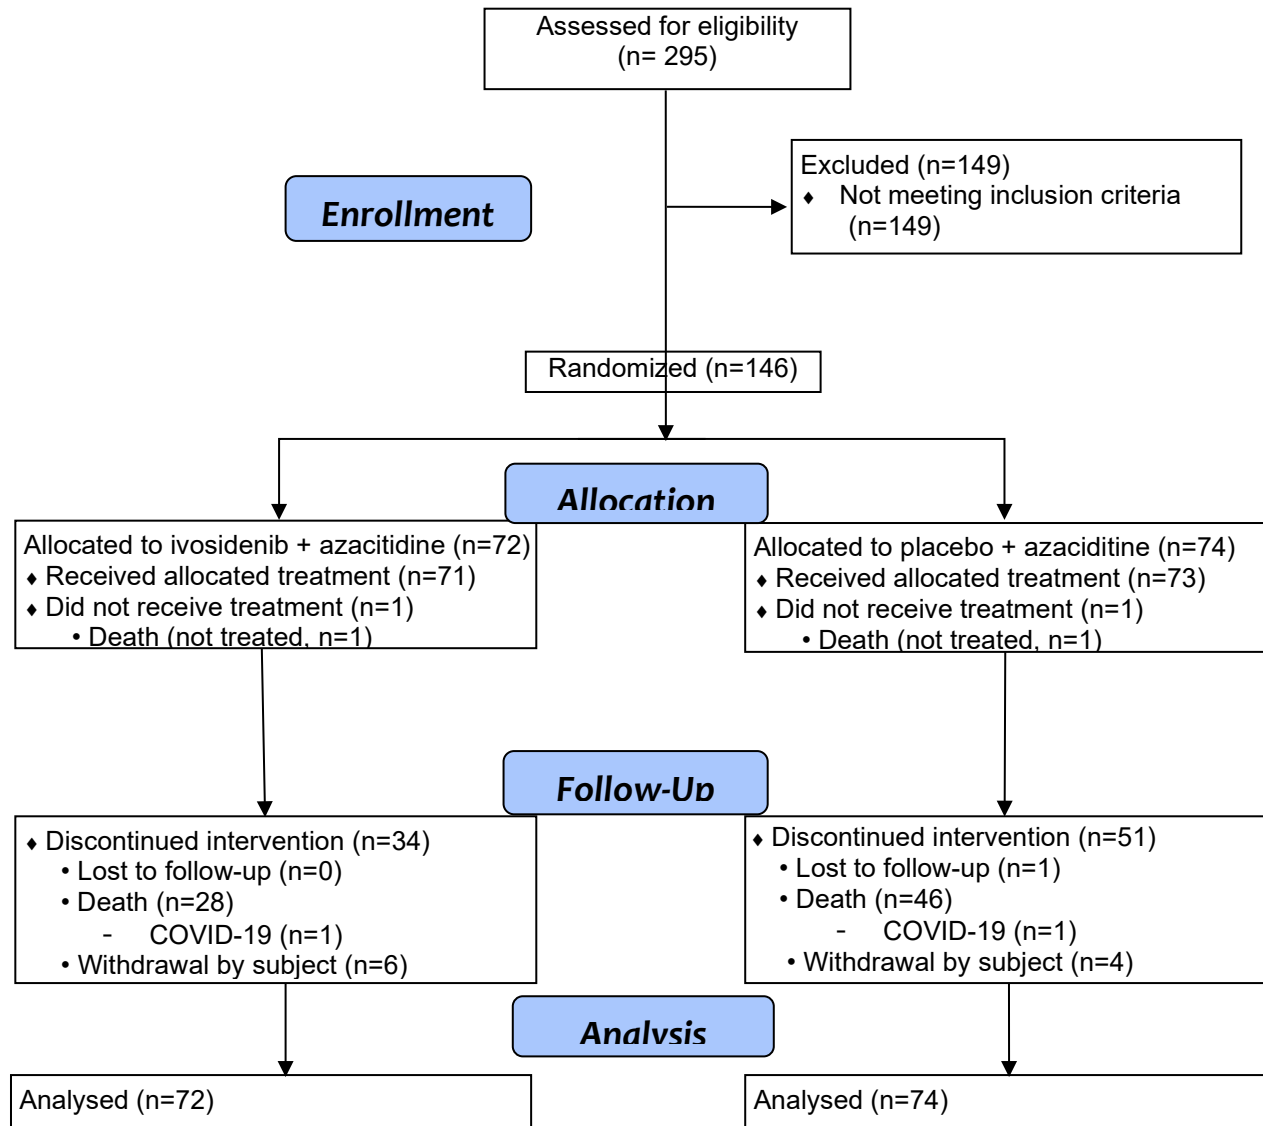 Assessed for eligibility
(n= 295)
Excluded (n=149)
♦ Not meeting inclusion criteria
(n=149)
Enrollment
Randomized (n=146)
Allocation
Allocated to ivosidenib + azacitidine (n=72)
♦ Received allocated treatment (n=71)
♦ Did not receive treatment (n=1)
• Death (not treated, n=1)
Allocated to placebo + azaciditine (n=74)
♦ Received allocated treatment (n=73)
♦ Did not receive treatment (n=1)
• Death (not treated, n=1)
Follow-Up
♦ Discontinued intervention (n=34)
• Lost to follow-up (n=0)
• Death (n=28)
- COVID-19 (n=1)
• Withdrawal by subject (n=6)
♦ Discontinued intervention (n=51)
• Lost to follow-up (n=1)
• Death (n=46)
- COVID-19 (n=1)
• Withdrawal by subject (n=4)
Analysis
Analysed (n=72)
Analysed (n=74)